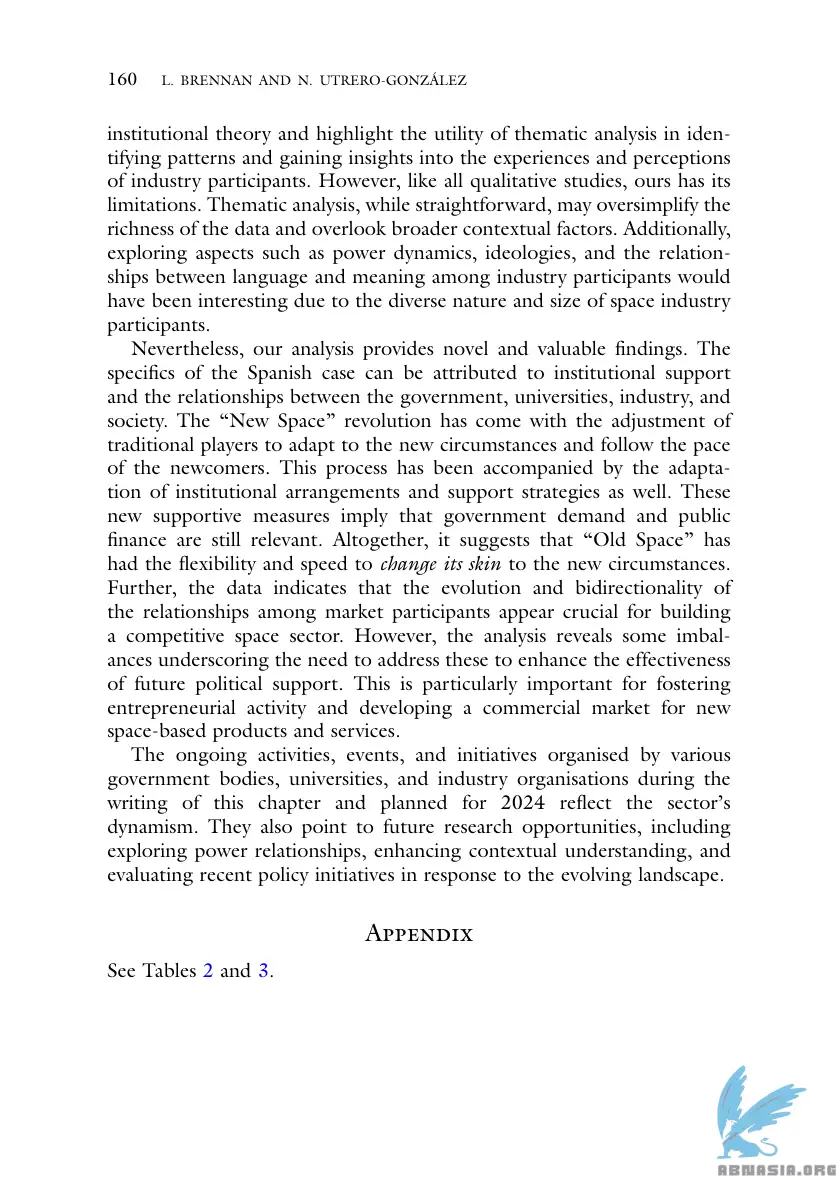 160 L. BRENNAN AND N. UTRERO-GONZÁLEZ
institutional theory and highlight the utility of thematic analysis in iden-
tifying patterns and gaining insights into the experiences and perceptions
of industry participants. However, like all qualitative studies, ours has its
limitations. Thematic analysis, while straightforward, may oversimplify the
richness of the data and overlook broader contextual factors. Additionally,
exploring aspects such as power dynamics, ideologies, and the relation-
ships between language and meaning among industry participants would
have been interesting due to the diverse nature and size of space industry
participants.
Nevertheless, our analysis provides novel and valuable findings. The
specifics of the Spanish case can be attributed to institutional support
and the relationships between the government, universities, industry, and
society. The “New Space” revolution has come with the adjustment of
traditional players to adapt to the new circumstances and follow the pace
of the newcomers. This process has been accompanied by the adapta-
tion of institutional arrangements and support strategies as well. These
new supportive measures imply that government demand and public
finance are still relevant. Altogether, it suggests that “Old Space” has
had the flexibility and speed to change its skin to the new circumstances.
Further, the data indicates that the evolution and bidirectionality of
the relationships among market participants appear crucial for building
a competitive space sector. However, the analysis reveals some imbal-
ances underscoring the need to address these to enhance the effectiveness
of future political support. This is particularly important for fostering
entrepreneurial activity and developing a commercial market for new
space-based products and services.
The ongoing activities, events, and initiatives organised by various
government bodies, universities, and industry organisations during the
writing of this chapter and planned for 2024 reflect the sector’s
dynamism. They also point to future research opportunities, including
exploring power relationships, enhancing contextual understanding, and
evaluating recent policy initiatives in response to the evolving landscape.
APPENDIX
See Tables 2 and 3.
ABNASIA.ORG